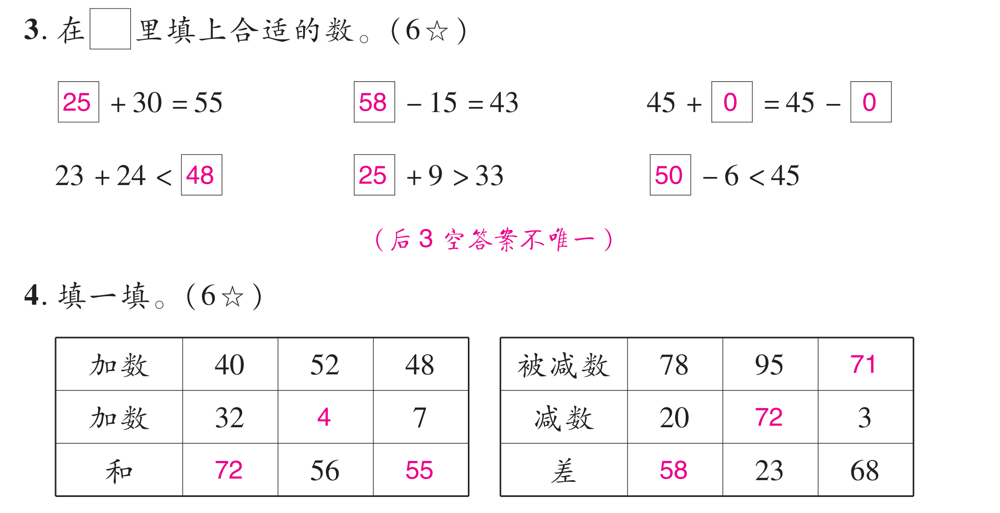 3. 在□里填上合适的数。(6☆)
25 + 30 = 55 58 − 15 = 43 45 + 0 = 45 − 0
23 + 24 < 48 25 + 9 > 33 50 − 6 < 45
(后3空答案不唯一)
4. 填一填。(6☆)
加数 40 52 48 被减数 78 95 71
加数 32 4 7 减数 20 72 3
和 72 56 55 差 58 23 68